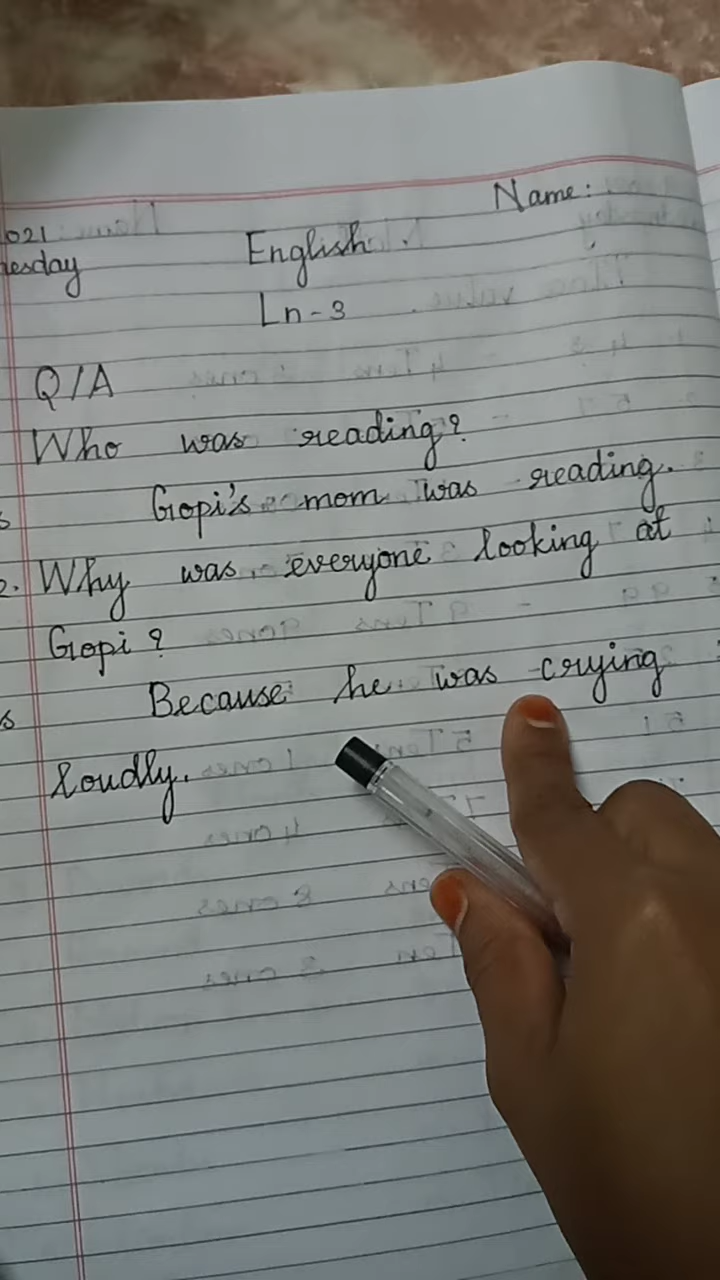 Name:
021
English
esday
Ln-3
Q/A
Who was reading?
s Gopi's mom was reading.
2. Why was everyone looking at
Gopi?
s Because he was crying
loudly.